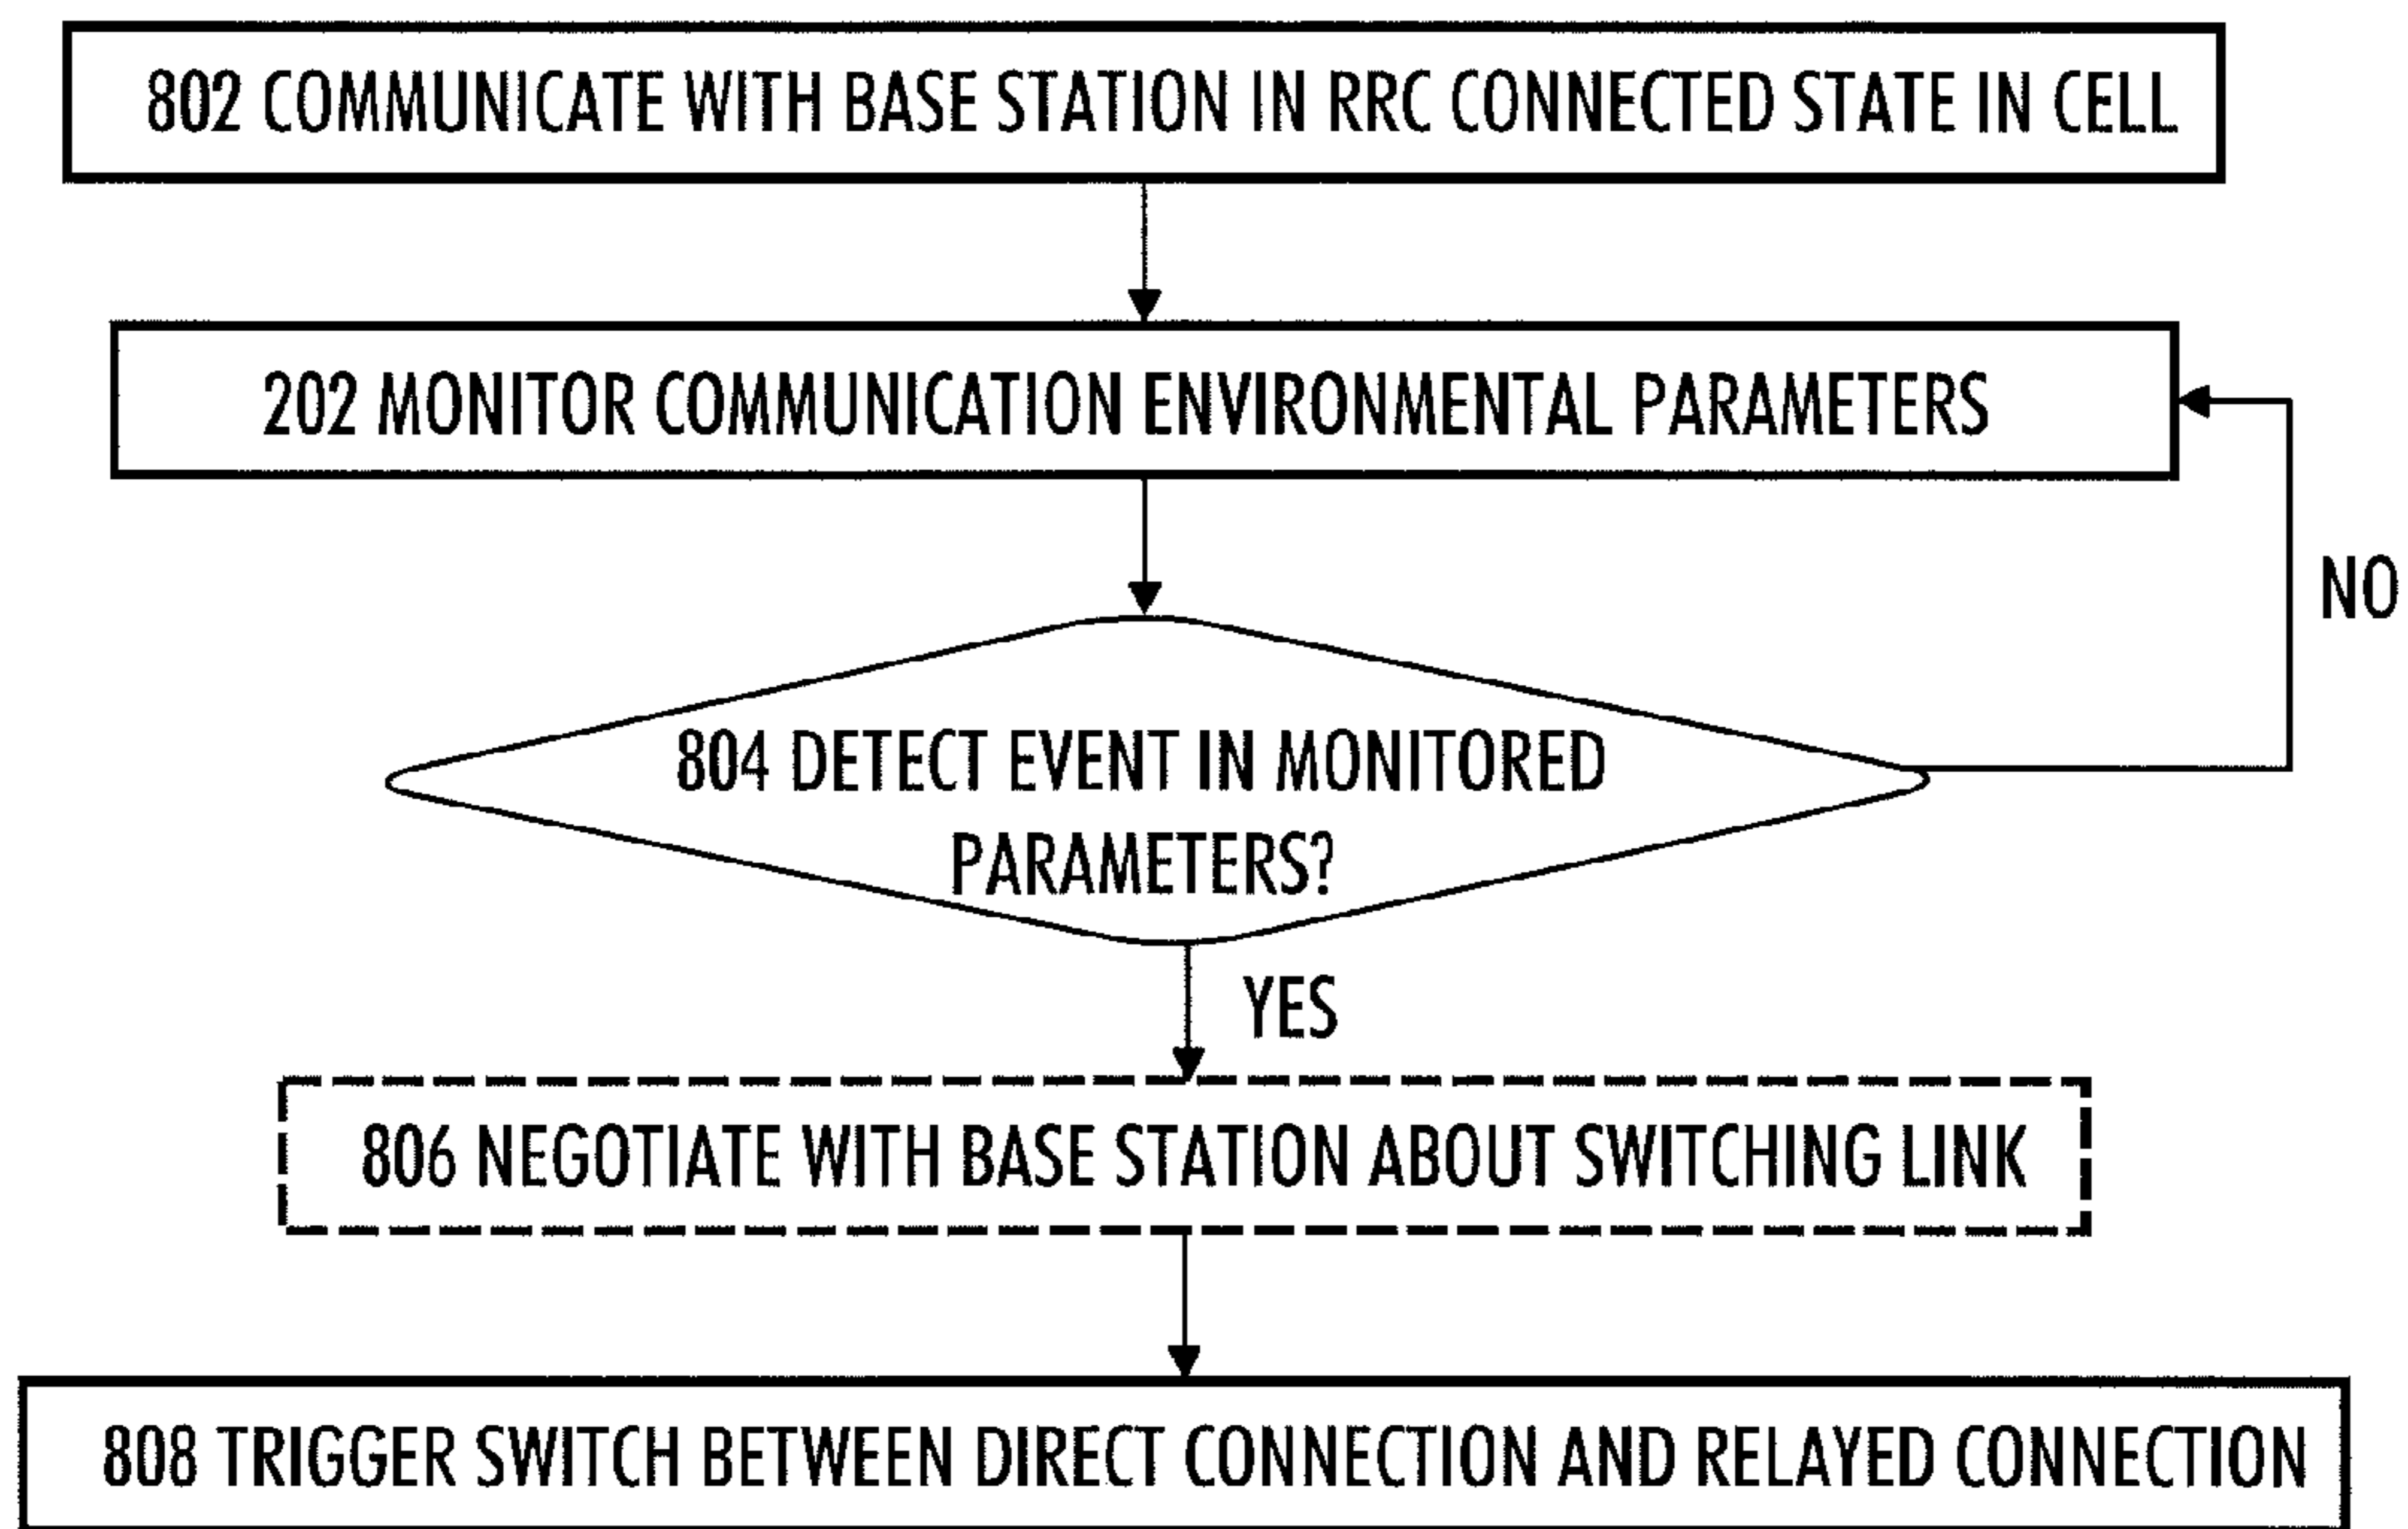 802 COMMUNICATE WITH BASE STATION IN RRC CONNECTED STATE IN CELL
202 MONITOR COMMUNICATION ENVIRONMENTAL PARAMETERS
NO
804 DETECT EVENT IN MONITORED
PARAMETERS?
YES
806 NEGOTIATE WITH BASE STATION ABOUT SWITCHING LINK
808 TRIGGER SWITCH BETWEEN DIRECT CONNECTION AND RELAYED CONNECTION